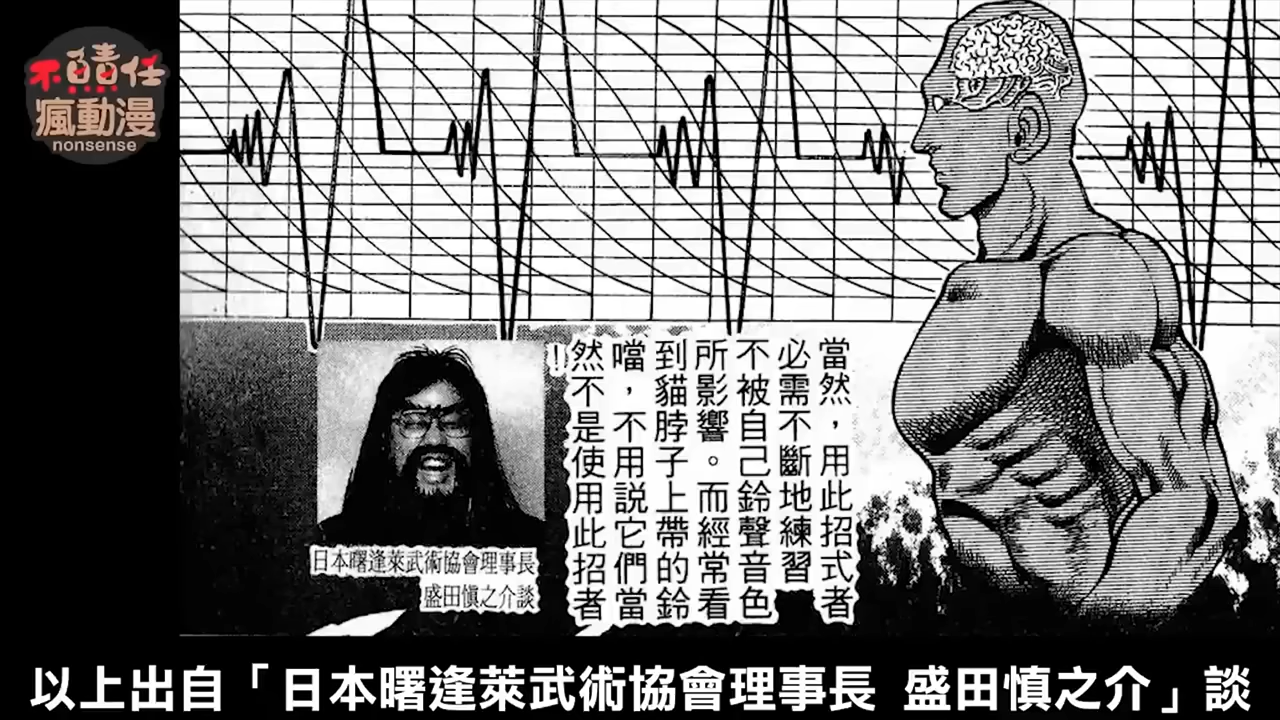 不負責任
瘋動漫
nonsense
當然，用此招式者
必需不斷地練習
不被自己鈴聲音色
所影響。而經常看
到貓脖子上帶的鈴
噹，不用説它們當
然不是使用此招者
!!
日本曙逢萊武術協會理事長
盛田愼之介談
以上出自「日本曙逢萊武術協會理事長 盛田慎之介」談